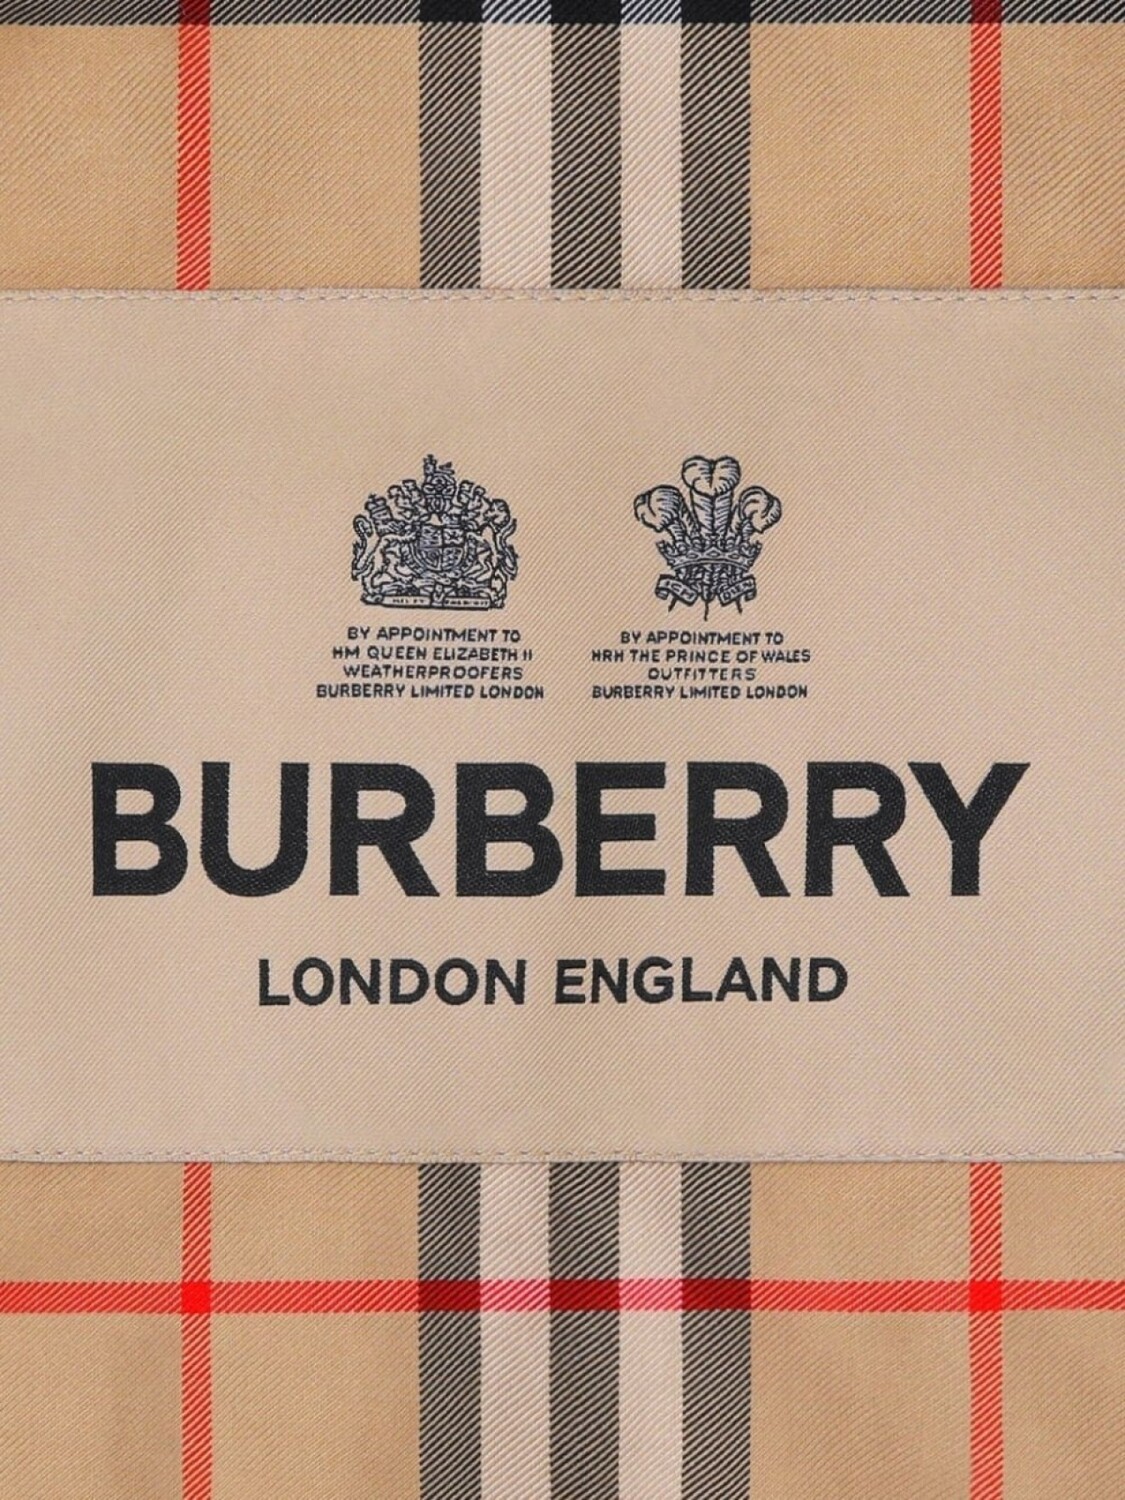 BY APPOINTMENT TO
HM QUEEN ELIZABETH II
WEATHERPROOFERS
BURBERRY LIMITED LONDON
BY APPOINTMENT TO
HRH THE PRINCE OF WALES
OUTFITTERS
BURBERRY LIMITED LONDON
BURBERRY
LONDON ENGLAND